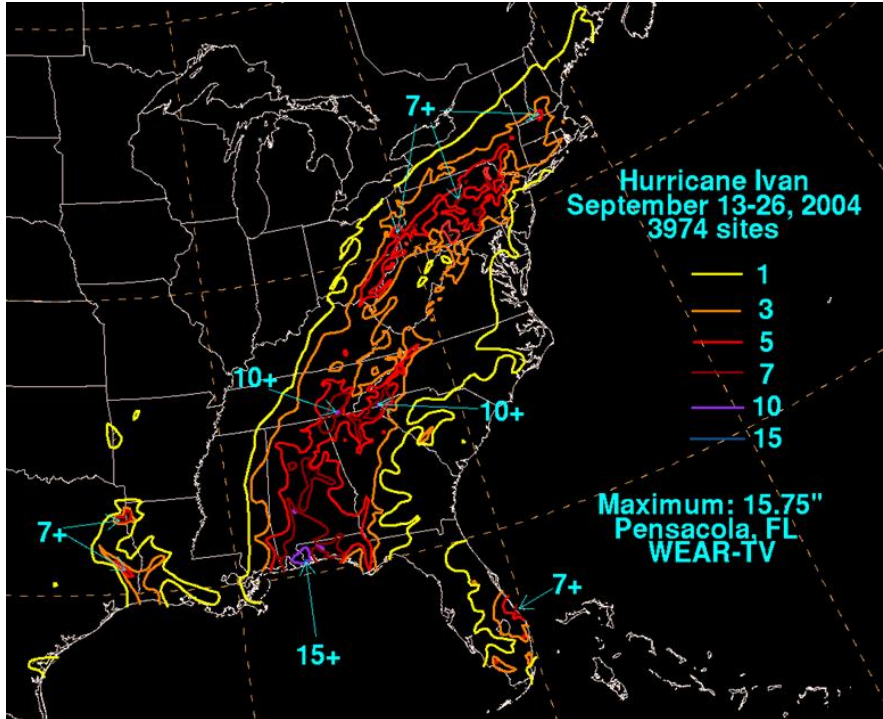 7+
Hurricane Ivan
September 13-26, 2004
3974 sites
1
3
5
7
10
15
10+
10+
7+
Maximum: 15.75"
Pensacola, FL
WEAR-TV
7+
15+